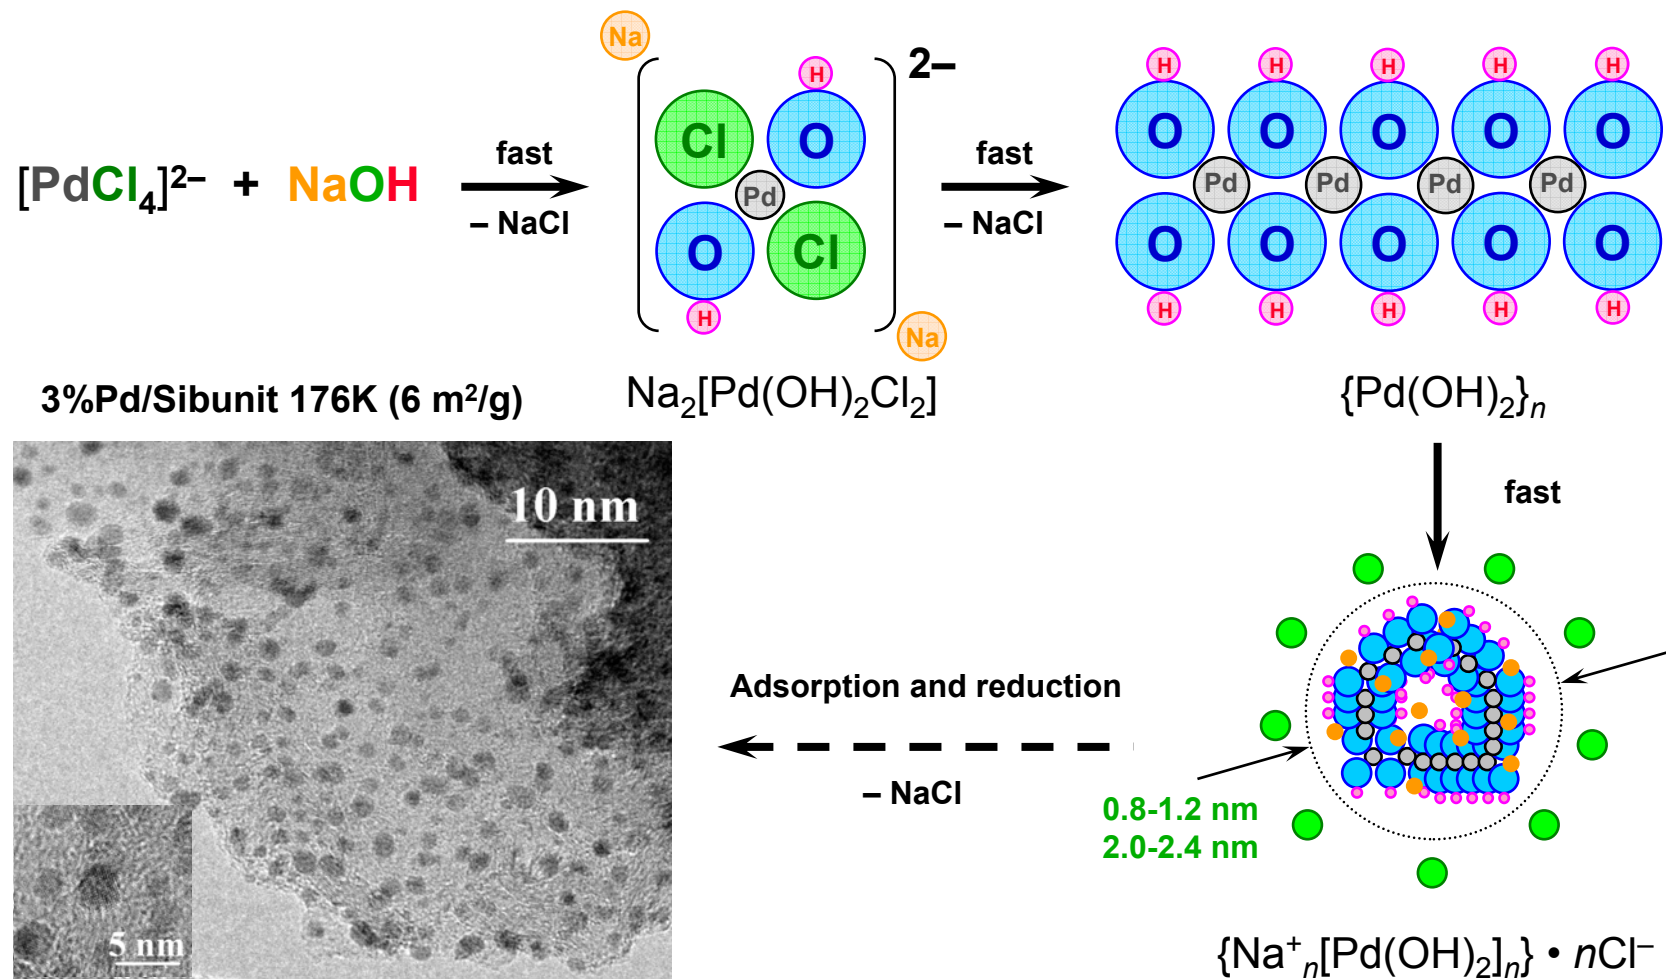 [PdCl₄]²⁻ + NaOH
fast
– NaCl
Na
Cl
H
O
Pd
O
H
Cl
2–
Na
Na₂[Pd(OH)₂Cl₂]
fast
– NaCl
H H H H H
O O O O O
Pd Pd Pd Pd
O O O O O
H H H H H
{Pd(OH)₂}ₙ
fast
3%Pd/Sibunit 176K (6 m²/g)
10 nm
5 nm
Adsorption and reduction
– NaCl
0.8-1.2 nm
2.0-2.4 nm
{Na⁺ₙ[Pd(OH)₂]ₙ} • nCl⁻